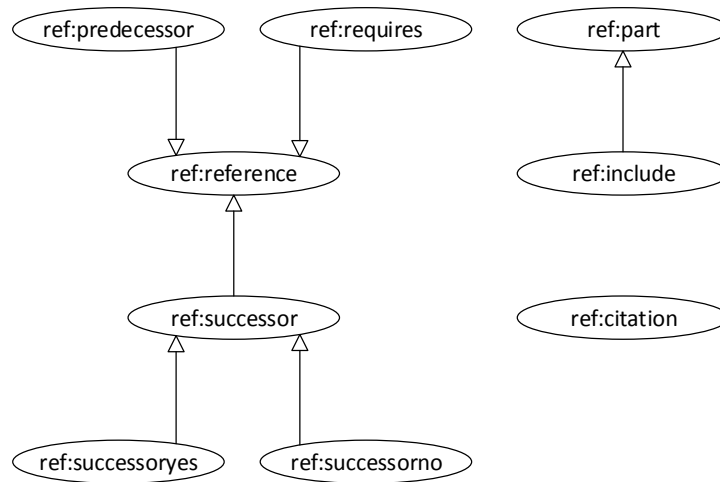 ref:predecessor
ref:requires
ref:part
ref:reference
ref:include
ref:successor
ref:citation
ref:successoryes
ref:successorno